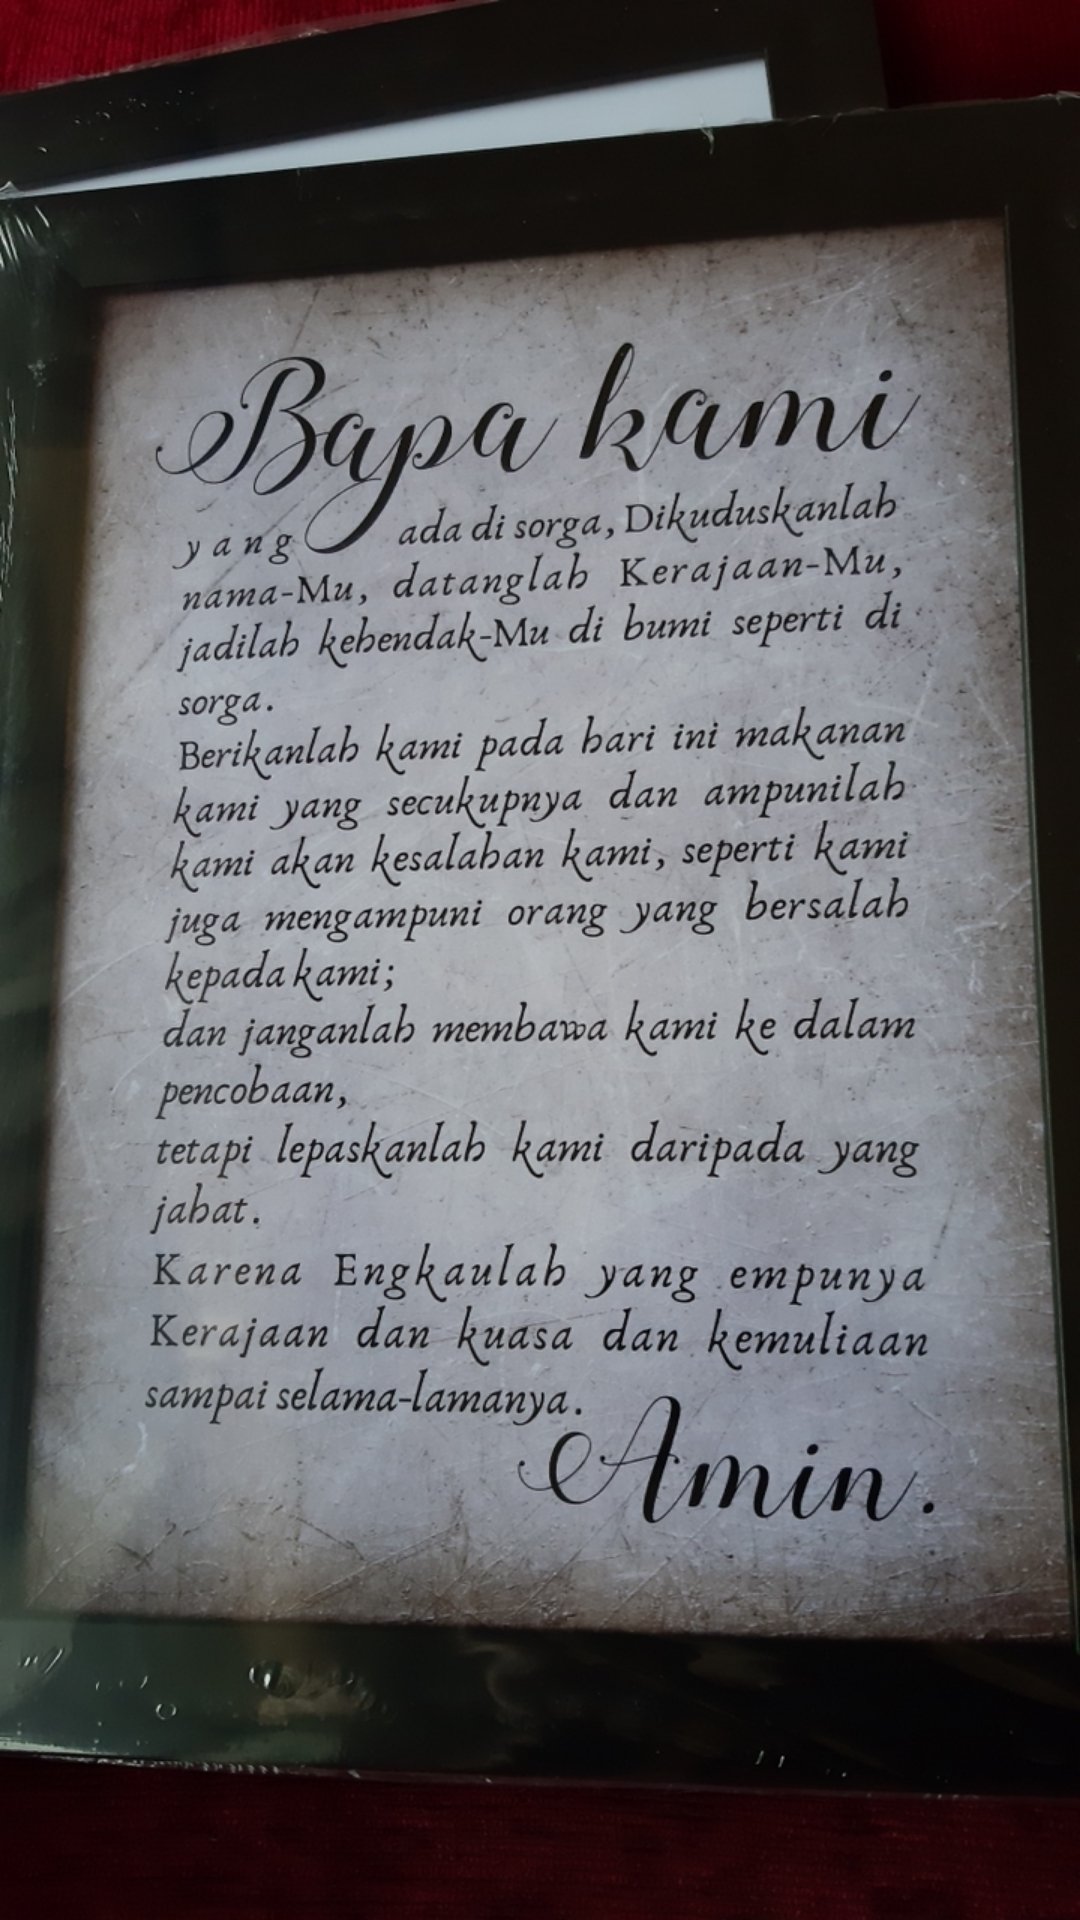 Bapa kami
yang ada di sorga, Dikuduskanlah
nama-Mu, datanglah Kerajaan-Mu,
jadilah kehendak-Mu di bumi seperti di
sorga.
Berikanlah kami pada hari ini makanan
kami yang secukupnya dan ampunilah
kami akan kesalahan kami, seperti kami
juga mengampuni orang yang bersalah
kepada kami;
dan janganlah membawa kami ke dalam
pencobaan,
tetapi lepaskanlah kami daripada yang
jahat.
Karena Engkaulah yang empunya
Kerajaan dan kuasa dan kemuliaan
sampai selama-lamanya.
Amin.